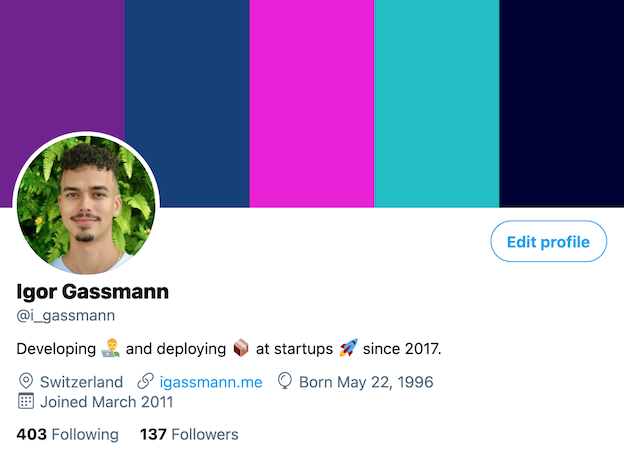 Edit profile
Igor Gassmann
@i_gassmann
Developing 👨‍💻 and deploying 📦 at startups 🚀 since 2017.
Switzerland igassmann.me Born May 22, 1996
Joined March 2011
403 Following 137 Followers